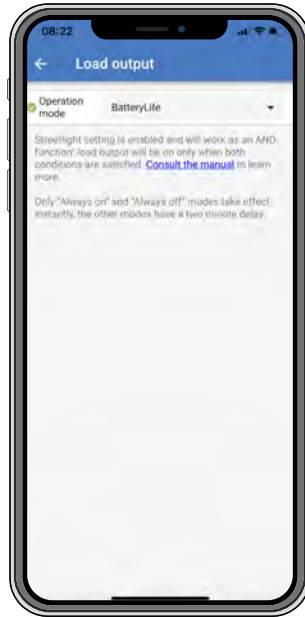 08:22
Load output
Operation
mode
BatteryLife
Streetlight setting is enabled and will work as an AND
function: load output will be on only when both
conditions are satisfied. Consult the manual to learn
more.
Only "Always on" and "Always off" modes take effect
instantly, the other modes have a two minute delay.